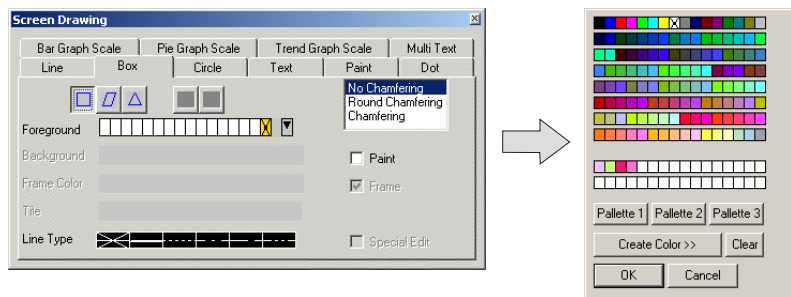 Screen Drawing
Bar Graph Scale Pie Graph Scale Trend Graph Scale Multi Text
Line Box Circle Text Paint Dot
No Chamfering
Round Chamfering
Chamfering
Foreground
Background
Paint
Frame Color
Frame
Tile
Line Type
Special Edit
Pallette 1 Pallette 2 Pallette 3
Create Color >> Clear
OK Cancel